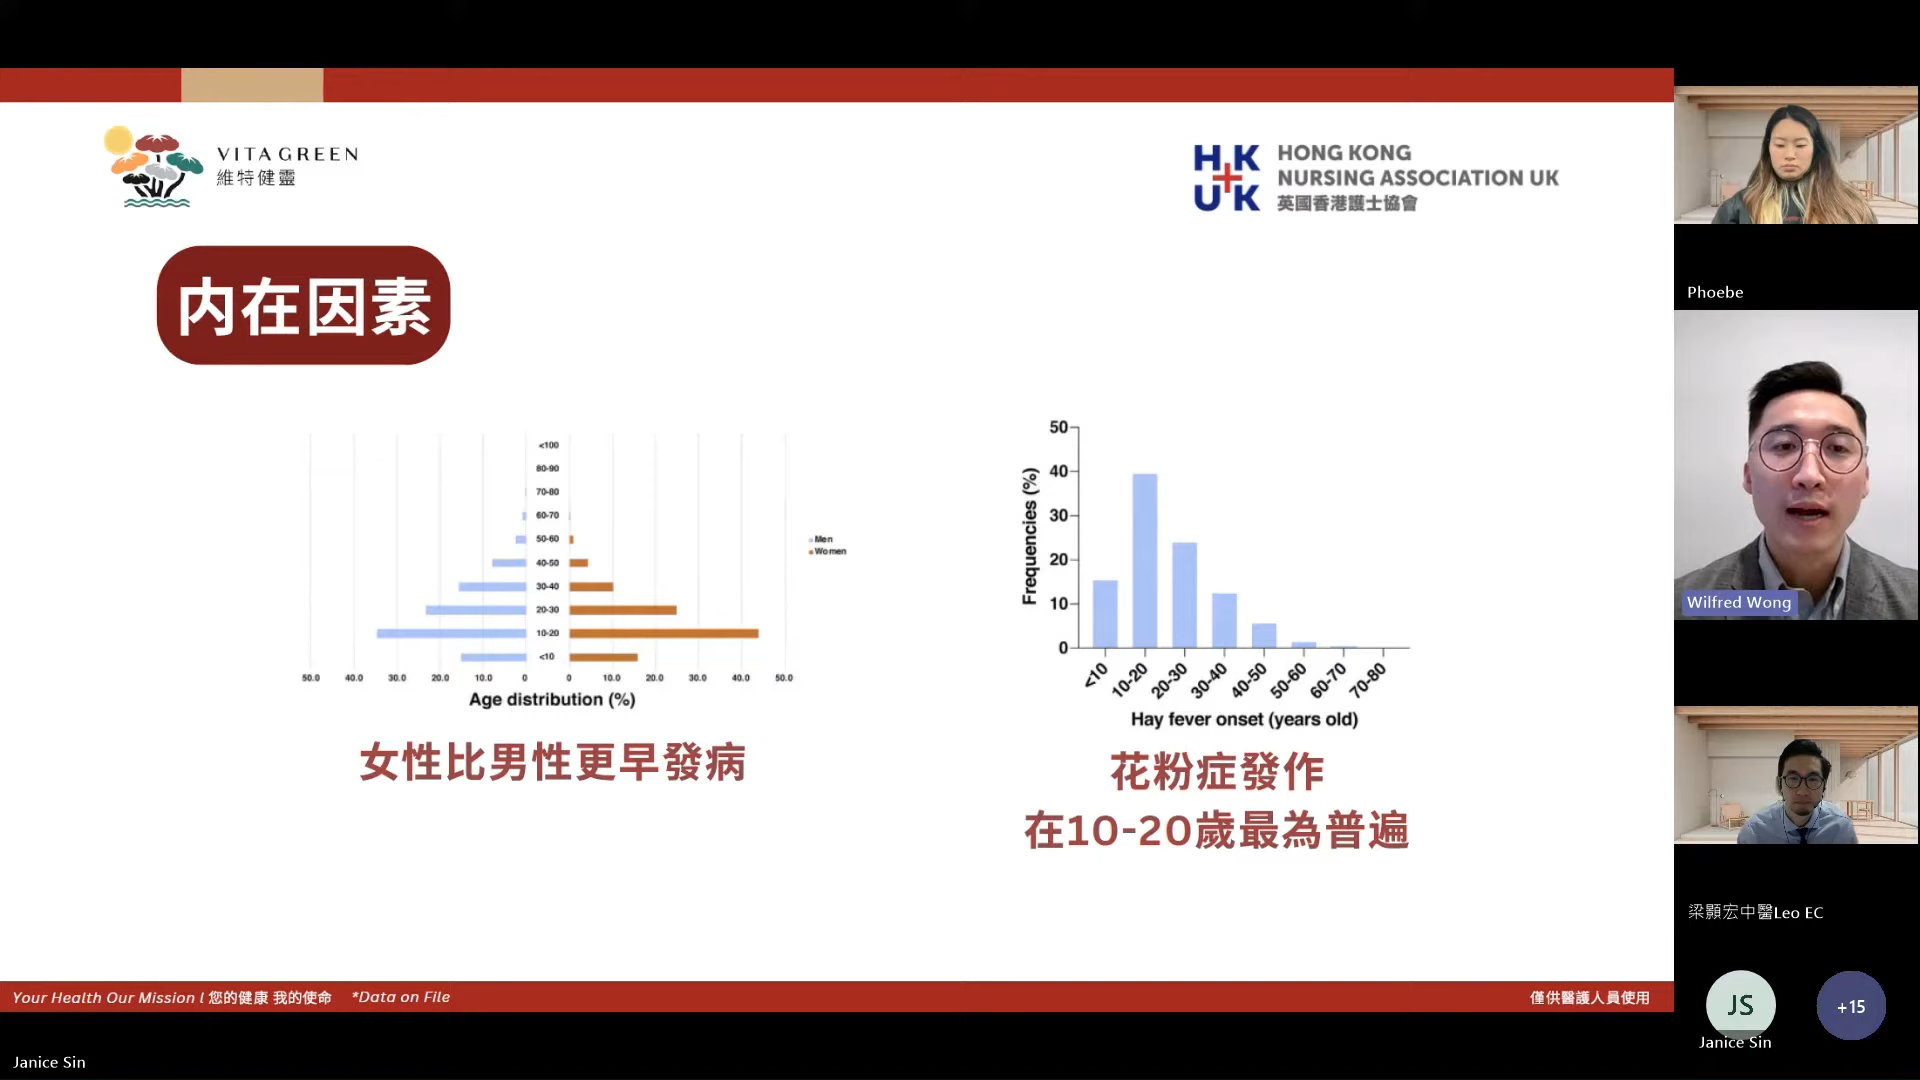 VITA GREEN
維特健靈
HK
UK
HONG KONG
NURSING ASSOCIATION UK
英國香港護士協會
内在因素
<100
80-90
70-80
60-70
50-60
40-50
30-40
20-30
10-20
<10
50.0 40.0 30.0 20.0 10.0 0 0 10.0 20.0 30.0 40.0 50.0
Age distribution (%)
Men
Women
女性比男性更早發病
Frequencies (%)
50
40
30
20
10
0
<10 10-20 20-30 30-40 40-50 50-60 60-70 70-80
Hay fever onset (years old)
花粉症發作
在10-20歲最為普遍
Your Health Our Mission l 您的健康 我的使命 *Data on File
僅供醫護人員使用
Janice Sin
Phoebe
Wilfred Wong
梁顥宏中醫Leo EC
JS
Janice Sin
+15